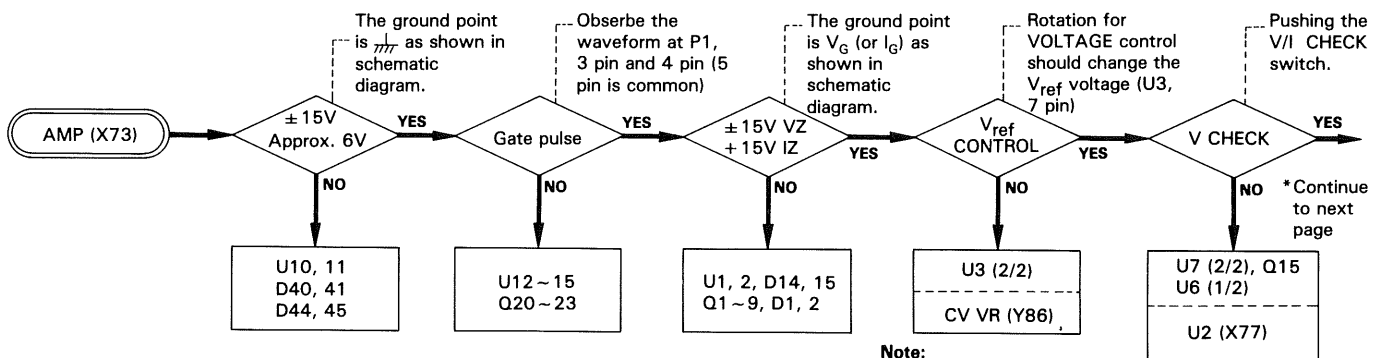 The ground point
is ⏚ as shown in
schematic
diagram.
Obserbe the
waveform at P1,
3 pin and 4 pin (5
pin is common)
The ground point
is VG (or IG) as
shown in
schematic
diagram.
Rotation for
VOLTAGE control
should change the
Vref voltage (U3,
7 pin)
Pushing the
V/I CHECK
switch.
AMP (X73)
±15V
Approx. 6V
YES
Gate pulse
YES
±15V VZ
+15V IZ
YES
Vref
CONTROL
YES
V CHECK
YES
NO
NO
NO
NO
NO
*Continue
to next
page
U10, 11
D40, 41
D44, 45
U12~15
Q20~23
U1, 2, D14, 15
Q1~9, D1, 2
U3 (2/2)
CV VR (Y86)
U7 (2/2), Q15
U6 (1/2)
U2 (X77)
Note: